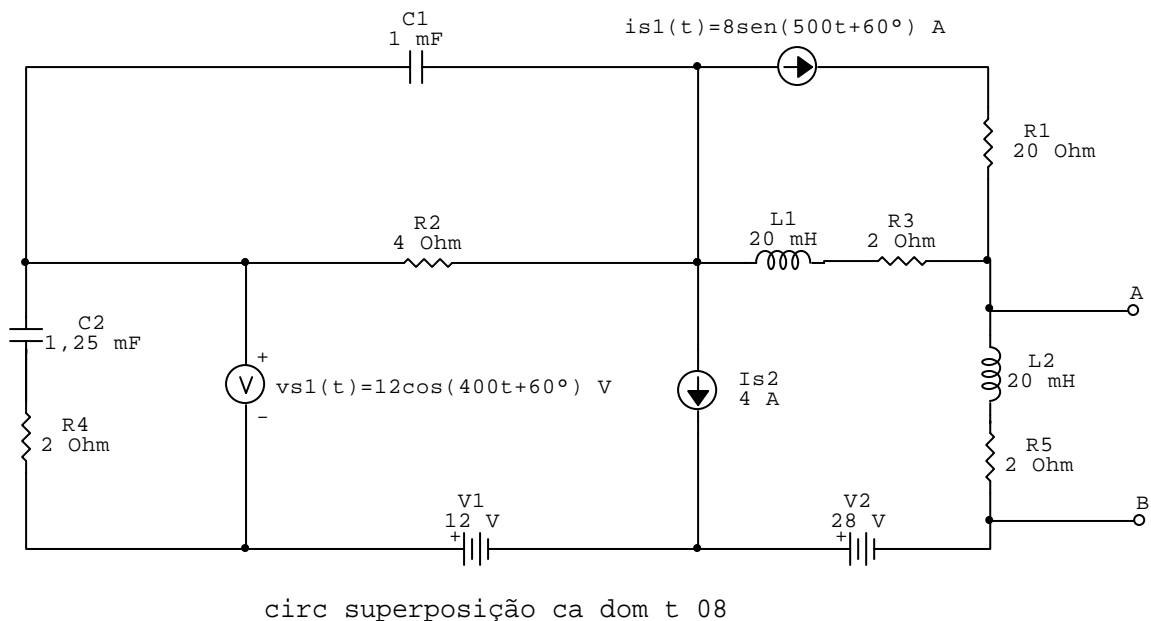 C1
1 mF
is1(t)=8sen(500t+60º) A
R1
20 Ohm
R2
4 Ohm
L1
20 mH
R3
2 Ohm
A
C2
1,25 mF
+
V
vs1(t)=12cos(400t+60º) V
-
Is2
4 A
L2
20 mH
R4
2 Ohm
R5
2 Ohm
V1
12 V
+
V2
28 V
+
B
circ superposição ca dom t 08